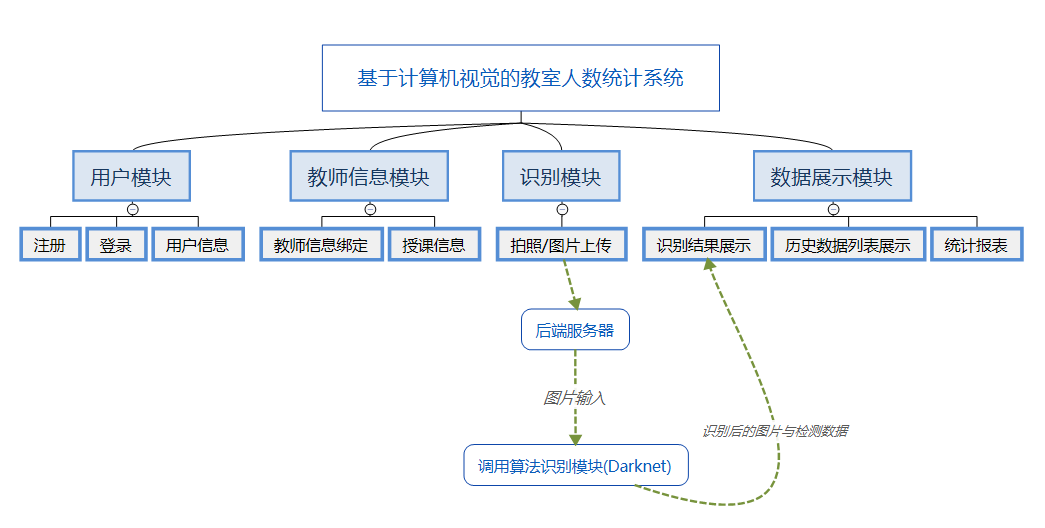 基于计算机视觉的教室人数统计系统
用户模块
教师信息模块
识别模块
数据展示模块
注册
登录
用户信息
教师信息绑定
授课信息
拍照/图片上传
识别结果展示
历史数据列表展示
统计报表
后端服务器
图片输入
识别后的图片与检测数据
调用算法识别模块(Darknet)